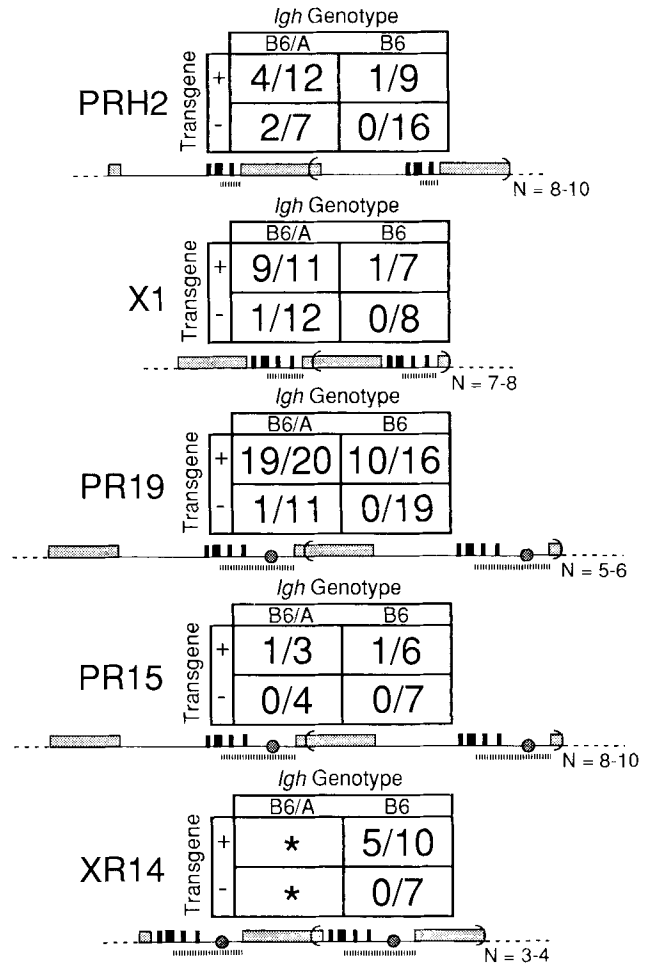 Igh Genotype
B6/A B6
PRH2 Transgene + 4/12 1/9
- 2/7 0/16
N = 8-10
Igh Genotype
B6/A B6
X1 Transgene + 9/11 1/7
- 1/12 0/8
N = 7-8
Igh Genotype
B6/A B6
PR19 Transgene + 19/20 10/16
- 1/11 0/19
N = 5-6
Igh Genotype
B6/A B6
PR15 Transgene + 1/3 1/6
- 0/4 0/7
N = 8-10
Igh Genotype
B6/A B6
XR14 Transgene + * 5/10
- * 0/7
N = 3-4